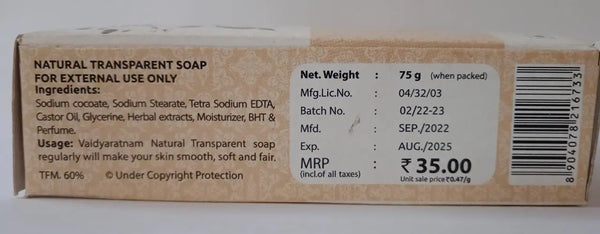 NATURAL TRANSPARENT SOAP
FOR EXTERNAL USE ONLY
Ingredients:
Sodium cocoate, Sodium Stearate, Tetra Sodium EDTA,
Castor Oil, Glycerine, Herbal extracts, Moisturizer, BHT &
Perfume.
Usage: Vaidyaratnam Natural Transparent soap
regularly will make your skin smooth, soft and fair.
TFM. 60% © Under Copyright Protection
Net. Weight : 75 g (when packed)
Mfg.Lic.No. : 04/32/03
Batch No. : 02/22-23
Mfd. : SEP./2022
Exp. : AUG./2025
MRP : ₹ 35.00
(incl.of all taxes) Unit sale price ₹0.47/g
8 904078 216733